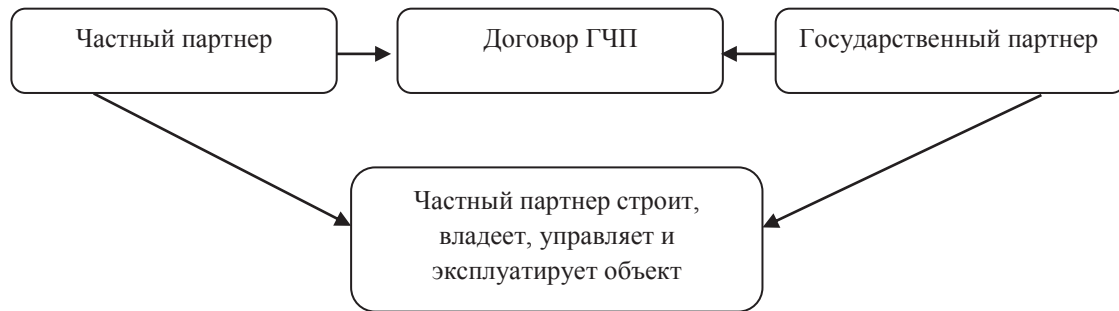 Частный партнер
Договор ГЧП
Государственный партнер
Частный партнер строит,
владеет, управляет и
эксплуатирует объект